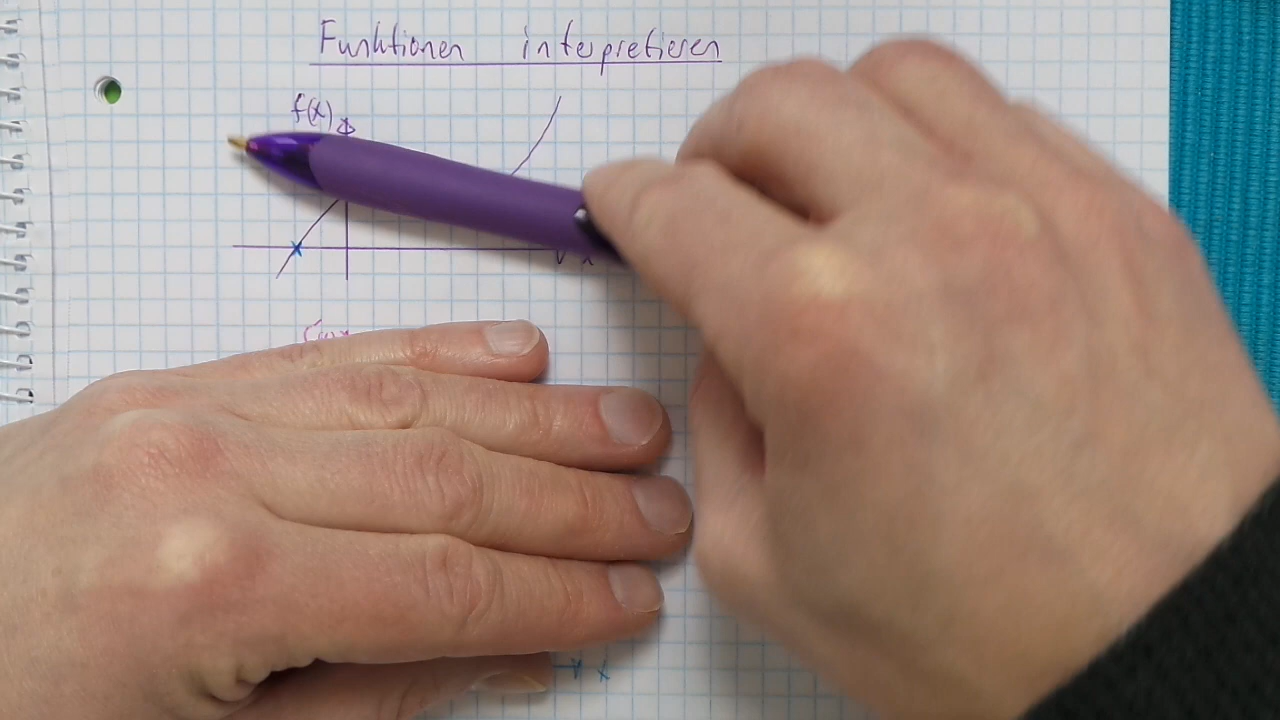 Funktionen interpretieren
f(x)
x
x